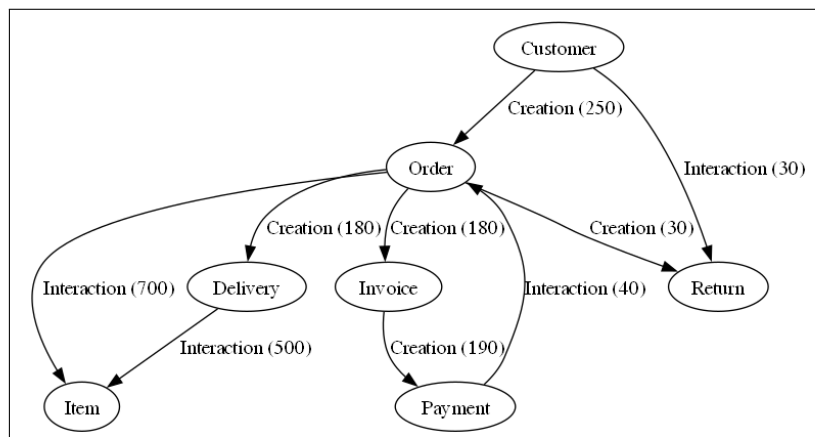 Customer
Creation (250)
Order
Interaction (30)
Creation (180)
Creation (180)
Creation (30)
Interaction (700)
Delivery
Invoice
Interaction (40)
Return
Interaction (500)
Creation (190)
Item
Payment